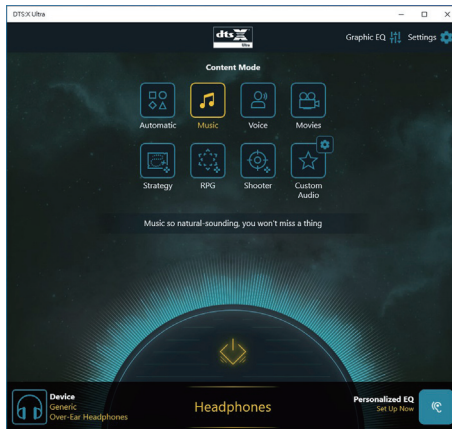 DTS:X Ultra
dts X
Ultra
Graphic EQ Settings
Content Mode
Automatic Music Voice Movies
Strategy RPG Shooter Custom Audio
Music so natural-sounding, you won't miss a thing
Device
Generic
Over-Ear Headphones
Headphones
Personalized EQ
Set Up Now